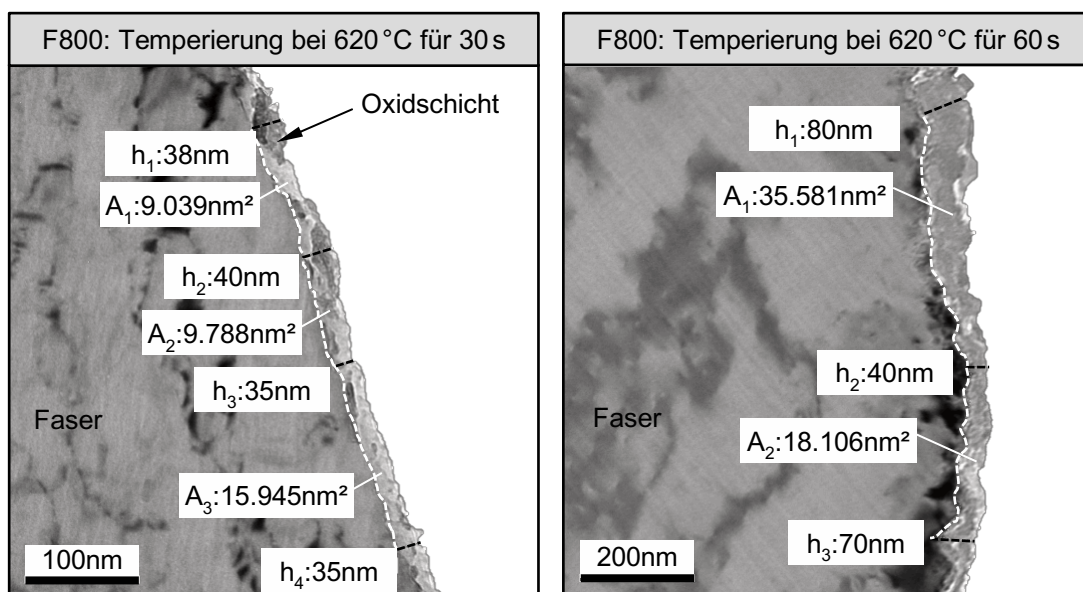 F800: Temperierung bei 620 °C für 30 s
Oxidschicht
h₁:38nm
A₁:9.039nm²
h₂:40nm
A₂:9.788nm²
h₃:35nm
Faser
A₃:15.945nm²
100nm
h₄:35nm
F800: Temperierung bei 620 °C für 60 s
h₁:80nm
A₁:35.581nm²
h₂:40nm
Faser
A₂:18.106nm²
h₃:70nm
200nm